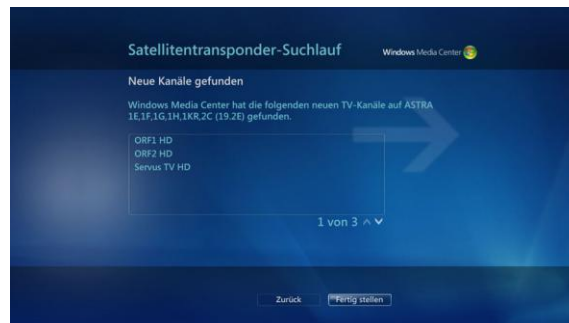 Satellitentransponder-Suchlauf
Windows Media Center
Neue Kanäle gefunden
Windows Media Center hat die folgenden neuen TV-Kanäle auf ASTRA
1E,1F,1G,1H,1KR,2C (19.2E) gefunden.
ORF1 HD
ORF2 HD
Servus TV HD
1 von 3
Zurück
Fertig stellen